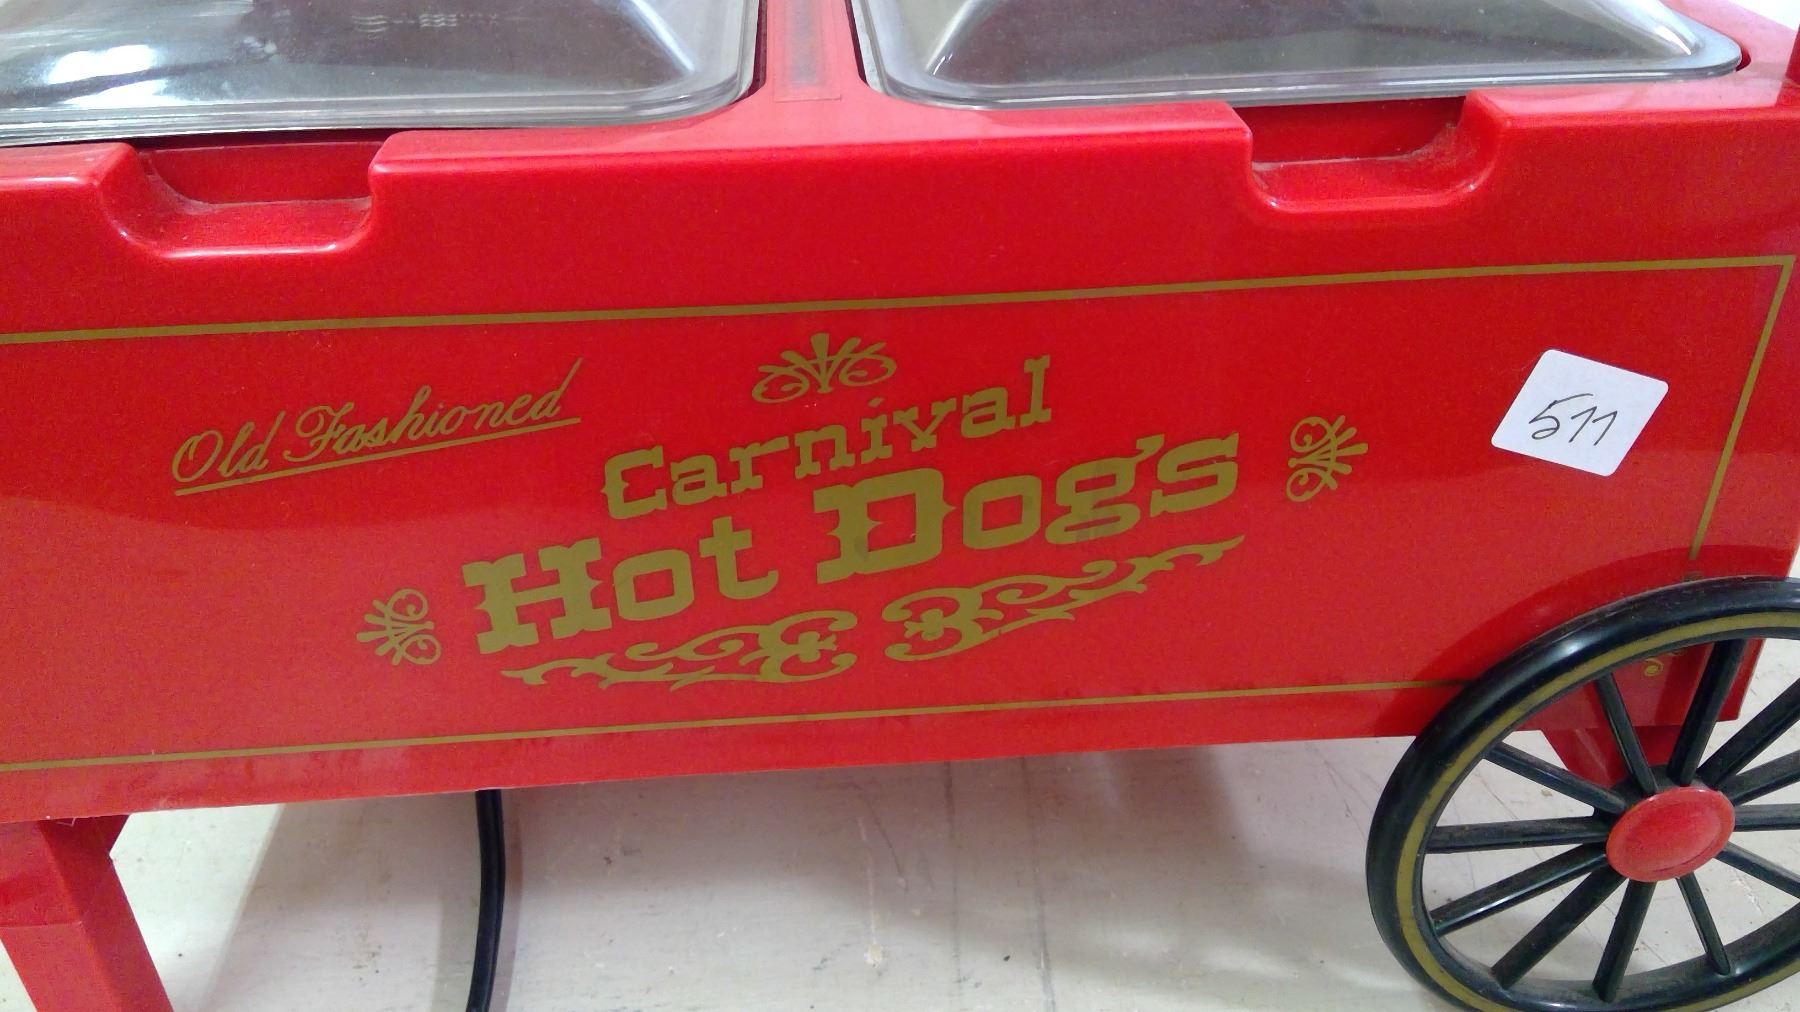 Old Fashioned
Carnival
Hot Dogs
511